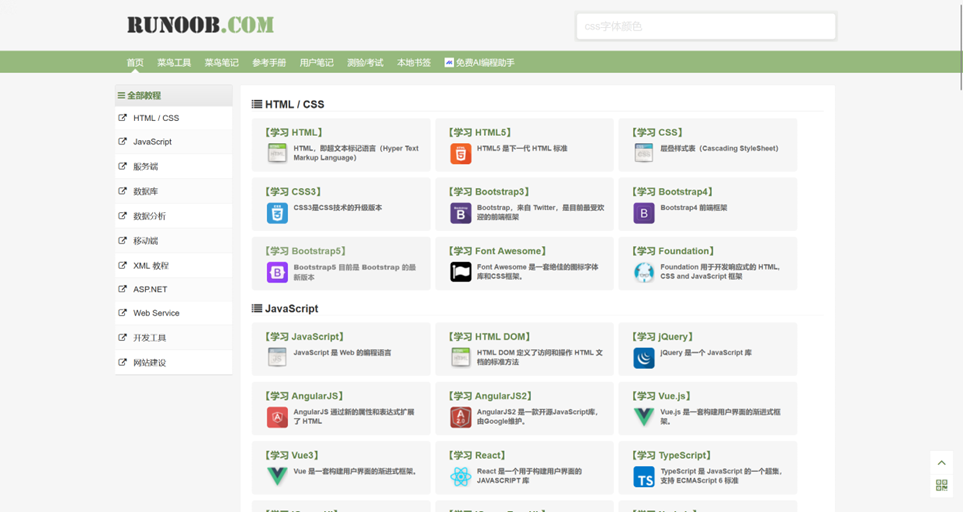 RUNOOB.COM
css字体颜色
首页 菜鸟工具 菜鸟笔记 参考手册 用户笔记 测验/考试 本地书签 免费AI编程助手
全部教程
HTML / CSS
JavaScript
服务端
数据库
数据分析
移动端
XML 教程
ASP.NET
Web Service
开发工具
网站建设
HTML / CSS
【学习 HTML】
HTML，即超文本标记语言（Hyper Text
Markup Language）
【学习 HTML5】
HTML5 是下一代 HTML 标准
【学习 CSS】
层叠样式表（Cascading StyleSheet）
【学习 CSS3】
CSS3是CSS技术的升级版本
【学习 Bootstrap3】
Bootstrap，来自 Twitter，是目前最受欢
迎的前端框架
【学习 Bootstrap4】
Bootstrap4 前端框架
【学习 Bootstrap5】
Bootstrap5 目前是 Bootstrap 的最
新版本
【学习 Font Awesome】
Font Awesome 是一套绝佳的图标字体
库和CSS框架。
【学习 Foundation】
Foundation 用于开发响应式的 HTML,
CSS and JavaScript 框架
JavaScript
【学习 JavaScript】
JavaScript 是 Web 的编程语言
【学习 HTML DOM】
HTML DOM 定义了访问和操作 HTML 文
档的标准方法
【学习 jQuery】
jQuery 是一个 JavaScript 库
【学习 AngularJS】
AngularJS 通过新的属性和表达式扩展
了 HTML
【学习 AngularJS2】
AngularJS2 是一款开源JavaScript库，
由Google维护。
【学习 Vue.js】
Vue.js 是一套构建用户界面的渐进式框
架。
【学习 Vue3】
Vue 是一套构建用户界面的渐进式框架。
【学习 React】
React 是一个用于构建用户界面的
JAVASCRIPT 库
【学习 TypeScript】
TS
TypeScript 是 JavaScript 的一个超集，
支持 ECMAScript 6 标准